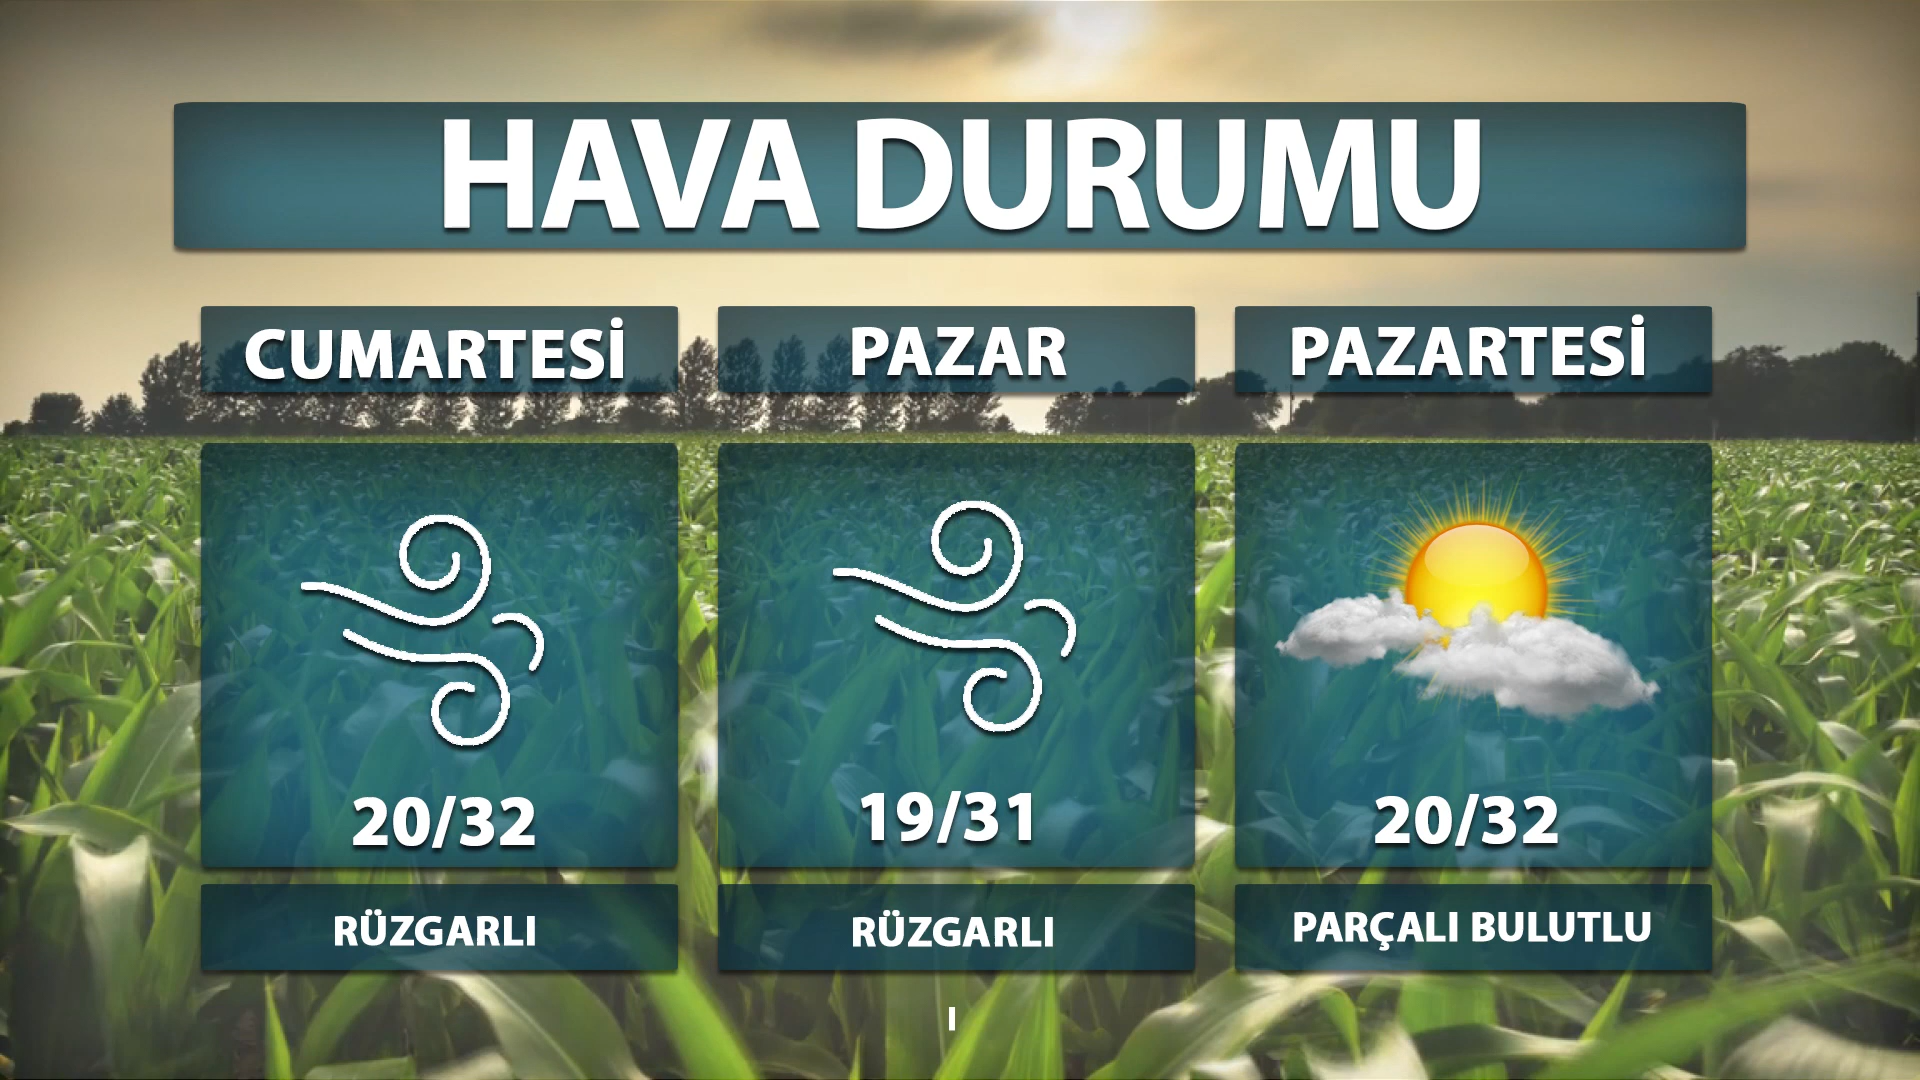 HAVA DURUMU
CUMARTESİ
PAZAR
PAZARTESİ
20/32
19/31
20/32
RÜZGARLI
RÜZGARLI
PARÇALI BULUTLU
I